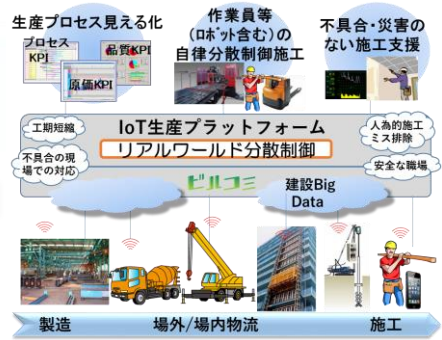 生産プロセス見える化
プロセス
KPI
品質KPI
原価KPI
作業員等
(ロボット含む)の
自律分散制御施工
不具合・災害の
ない施工支援
工期短縮
IoT生産プラットフォーム
人為的施工
ミス排除
リアルワールド分散制御
不具合の現
場での対応
安全な職場
ビルコミ
建設Big
Data
製造
場外/場内物流
施工